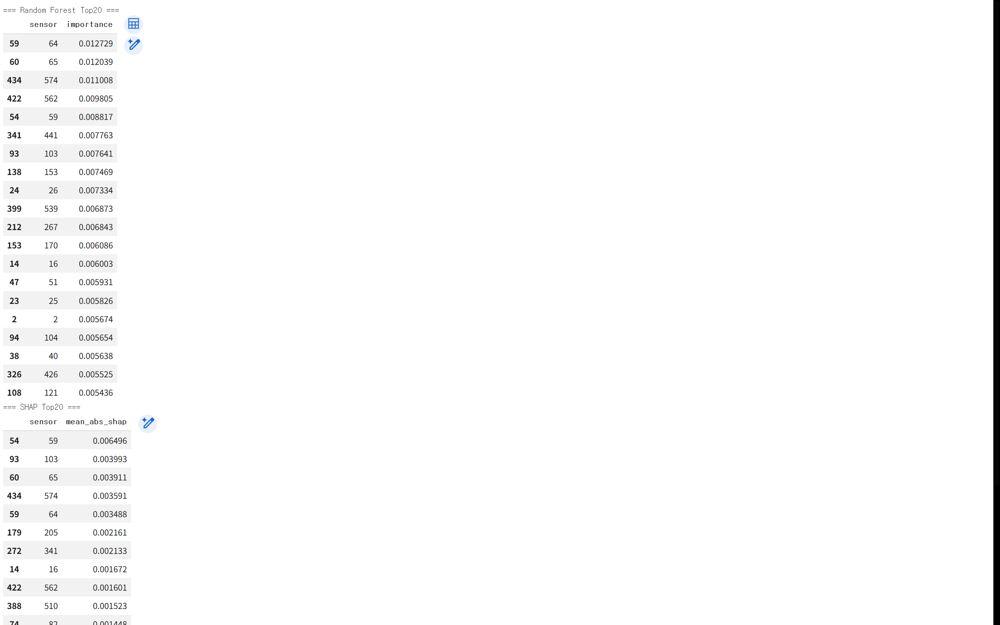 === Random Forest Top20 ===
sensor importance
59 64 0.012729
60 65 0.012039
434 574 0.011008
422 562 0.009805
54 59 0.008817
341 441 0.007763
93 103 0.007641
138 153 0.007469
24 26 0.007334
399 539 0.006873
212 267 0.006843
153 170 0.006086
14 16 0.006003
47 51 0.005931
23 25 0.005826
2 2 0.005674
94 104 0.005654
38 40 0.005638
326 426 0.005525
108 121 0.005436
=== SHAP Top20 ===
sensor mean_abs_shap
54 59 0.006496
93 103 0.003993
60 65 0.003911
434 574 0.003591
59 64 0.003488
179 205 0.002161
272 341 0.002133
14 16 0.001672
422 562 0.001601
388 510 0.001523
74 82 0.001448